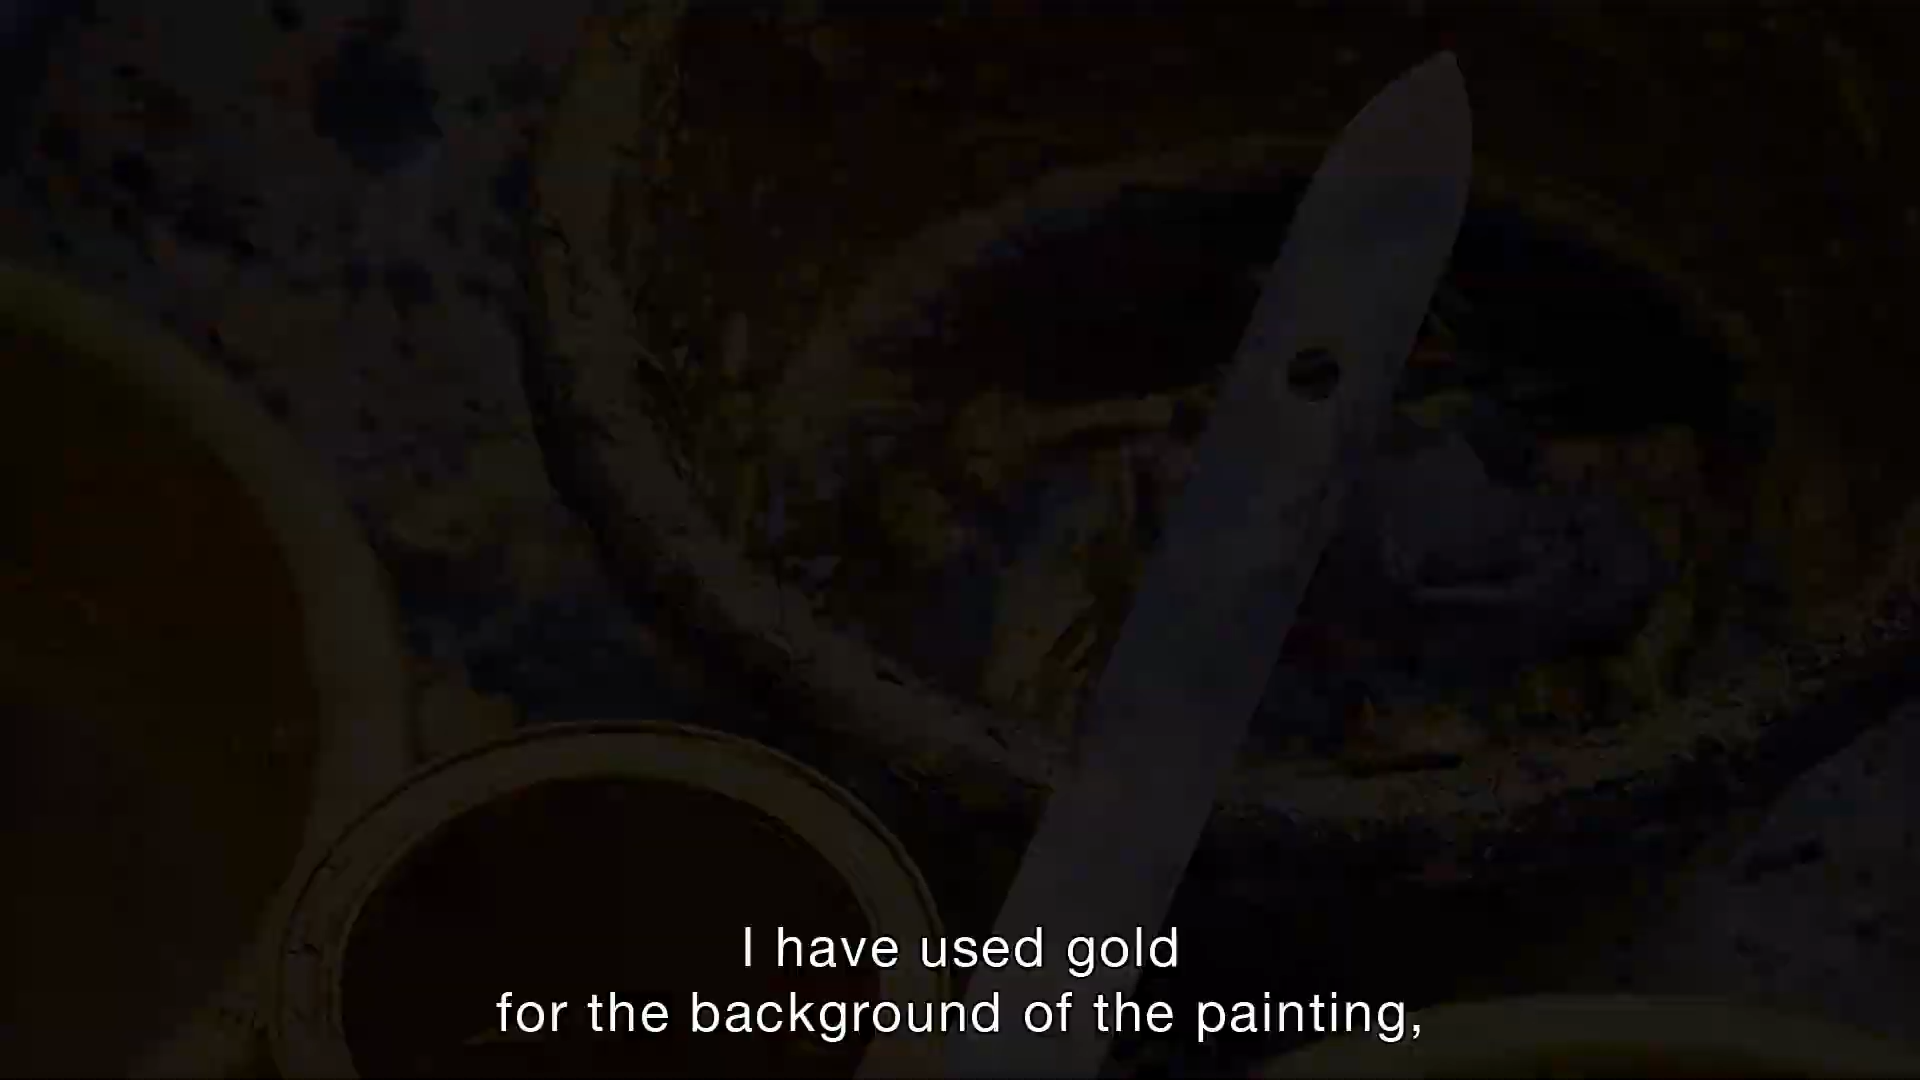 I have used gold
for the background of the painting,